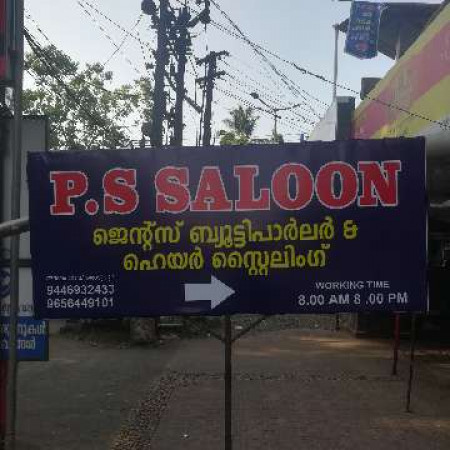 P.S SALOON
ജെന്റ്സ് ബ്യൂട്ടിപാർലർ &
ഹെയർ സ്റ്റൈലിംഗ്
9446932433
9656449101
WORKING TIME
8.00 AM 8 .00 PM